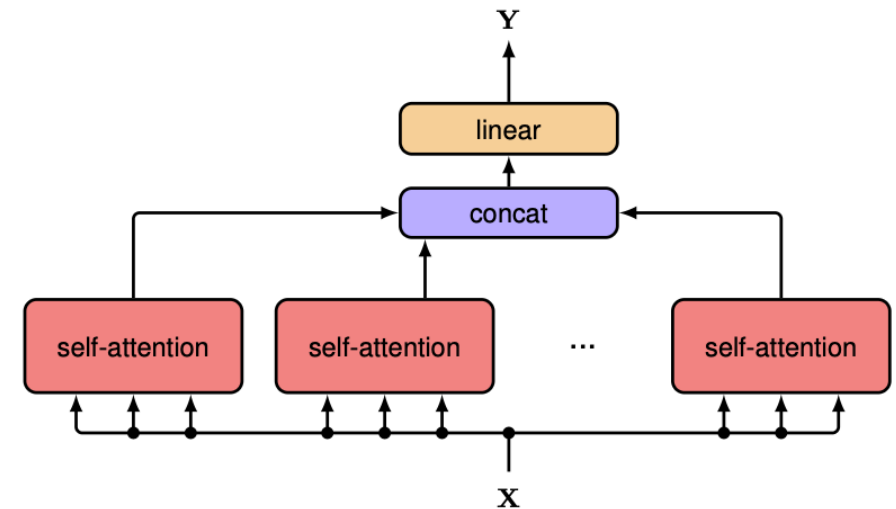 Y
linear
concat
self-attention self-attention ... self-attention
X